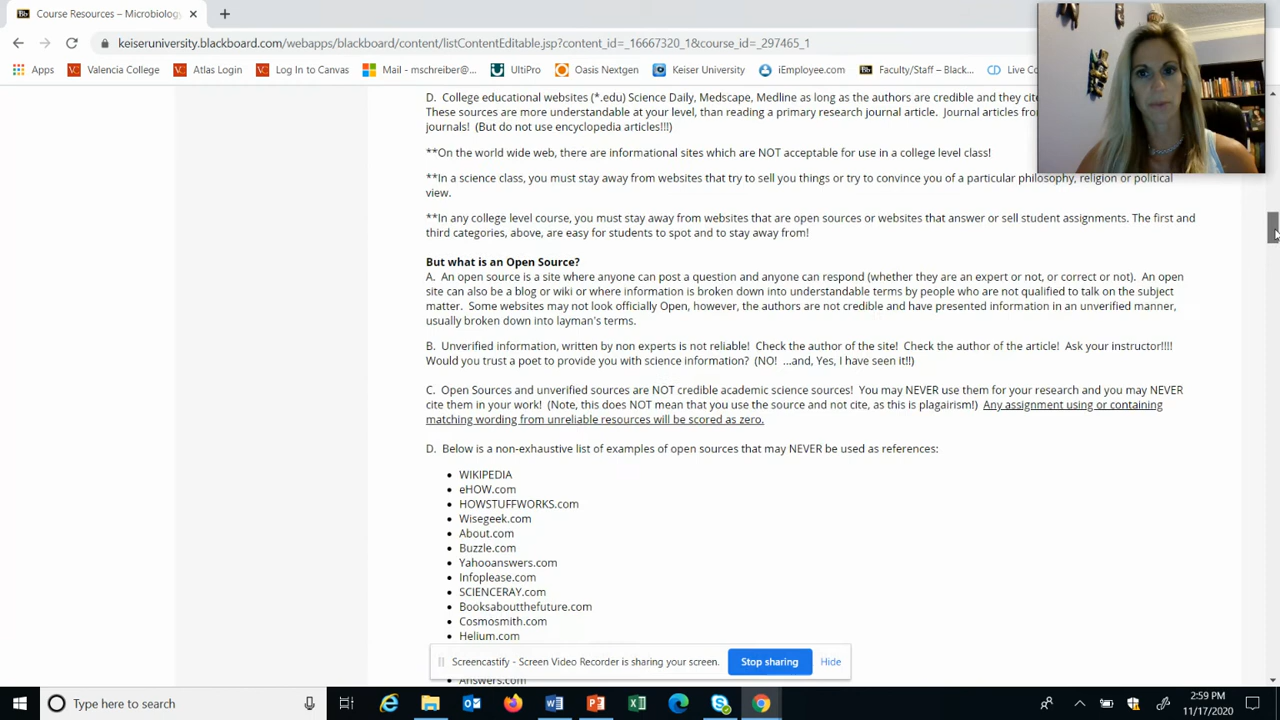 Course Resources – Microbiology
keiseruniversity.blackboard.com/webapps/blackboard/content/listContentEditable.jsp?content_id=_16667320_1&course_id=_297465_1
Apps Valencia College Atlas Login Log In to Canvas Mail - mschreiber@... UltiPro Oasis Nextgen Keiser University iEmployee.com Faculty/Staff – Black... Live Co
D. College educational websites (*.edu) Science Daily, Medscape, Medline as long as the authors are credible and they cite
These sources are more understandable at your level, than reading a primary research journal article. Journal articles from
journals! (But do not use encyclopedia articles!!!)
**On the world wide web, there are informational sites which are NOT acceptable for use in a college level class!
**In a science class, you must stay away from websites that try to sell you things or try to convince you of a particular philosophy, religion or political
view.
**In any college level course, you must stay away from websites that are open sources or websites that answer or sell student assignments. The first and
third categories, above, are easy for students to spot and to stay away from!
But what is an Open Source?
A. An open source is a site where anyone can post a question and anyone can respond (whether they are an expert or not, or correct or not). An open
site can also be a blog or wiki or where information is broken down into understandable terms by people who are not qualified to talk on the subject
matter. Some websites may not look officially Open, however, the authors are not credible and have presented information in an unverified manner,
usually broken down into layman's terms.
B. Unverified information, written by non experts is not reliable! Check the author of the site! Check the author of the article! Ask your instructor!!!!
Would you trust a poet to provide you with science information? (NO! ...and, Yes, I have seen it!!)
C. Open Sources and unverified sources are NOT credible academic science sources! You may NEVER use them for your research and you may NEVER
cite them in your work! (Note, this does NOT mean that you use the source and not cite, as this is plagairism!) Any assignment using or containing
matching wording from unreliable resources will be scored as zero.
D. Below is a non-exhaustive list of examples of open sources that may NEVER be used as references:
• WIKIPEDIA
• eHOW.com
• HOWSTUFFWORKS.com
• Wisegeek.com
• About.com
• Buzzle.com
• Yahooanswers.com
• Infoplease.com
• SCIENCERAY.com
• Booksaboutthefuture.com
• Cosmosmith.com
• Helium.com
Screencastify - Screen Video Recorder is sharing your screen. Stop sharing Hide
• Answers.com
Type here to search
2:59 PM
11/17/2020